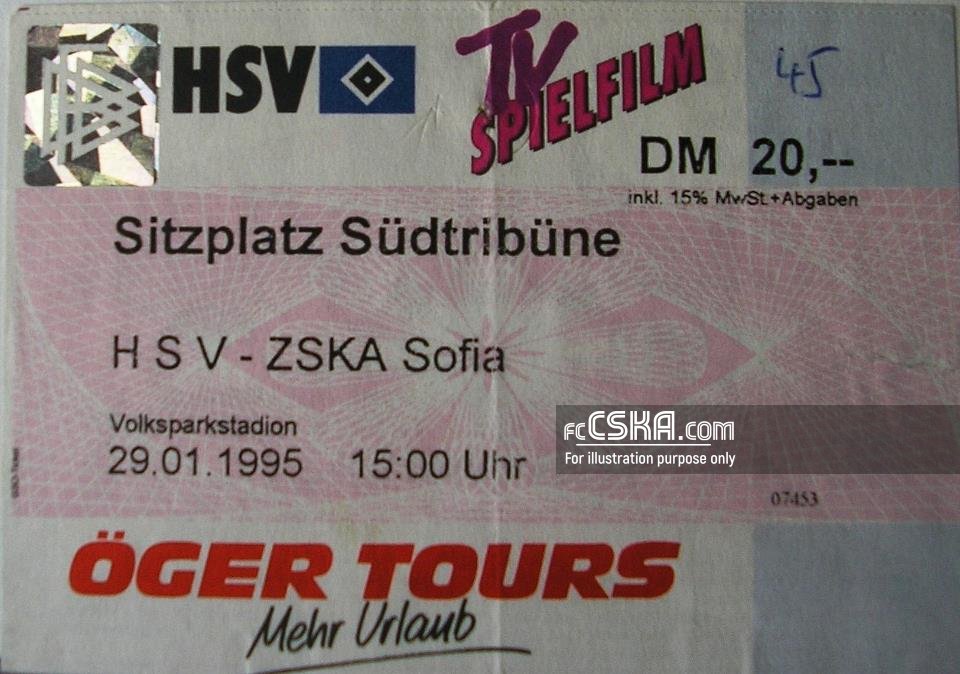 HSV
TV
SPIELFILM
45
DM 20,--
inkl. 15% MwSt.+Abgaben
Sitzplatz Südtribüne
H S V - ZSKA Sofia
Volksparkstadion
29.01.1995 15:00 Uhr
fcCSKA.com
For illustration purpose only
07453
ÖGER TOURS
Mehr Urlaub